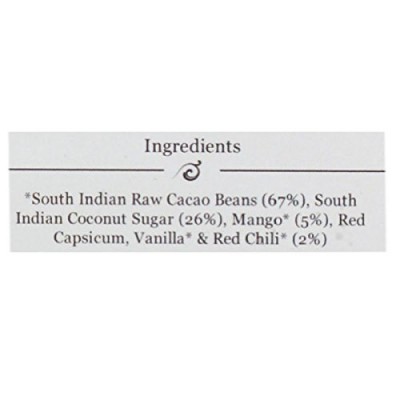 Ingredients
*South Indian Raw Cacao Beans (67%), South
Indian Coconut Sugar (26%), Mango* (5%), Red
Capsicum, Vanilla* & Red Chili* (2%)